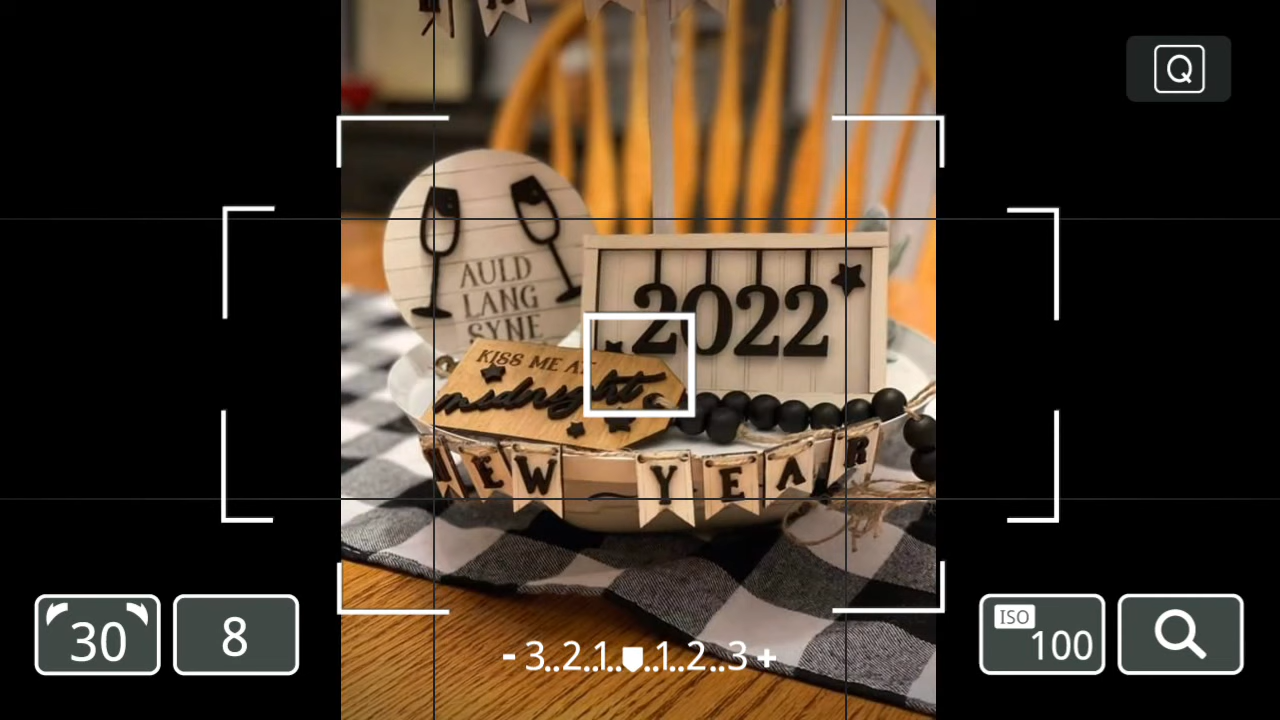 Q
AULD
LANG
SYNE
2022
KISS ME AT
midnight
NEW YEAR
30
8
- 3..2..1..▼..1..2..3 +
ISO
100